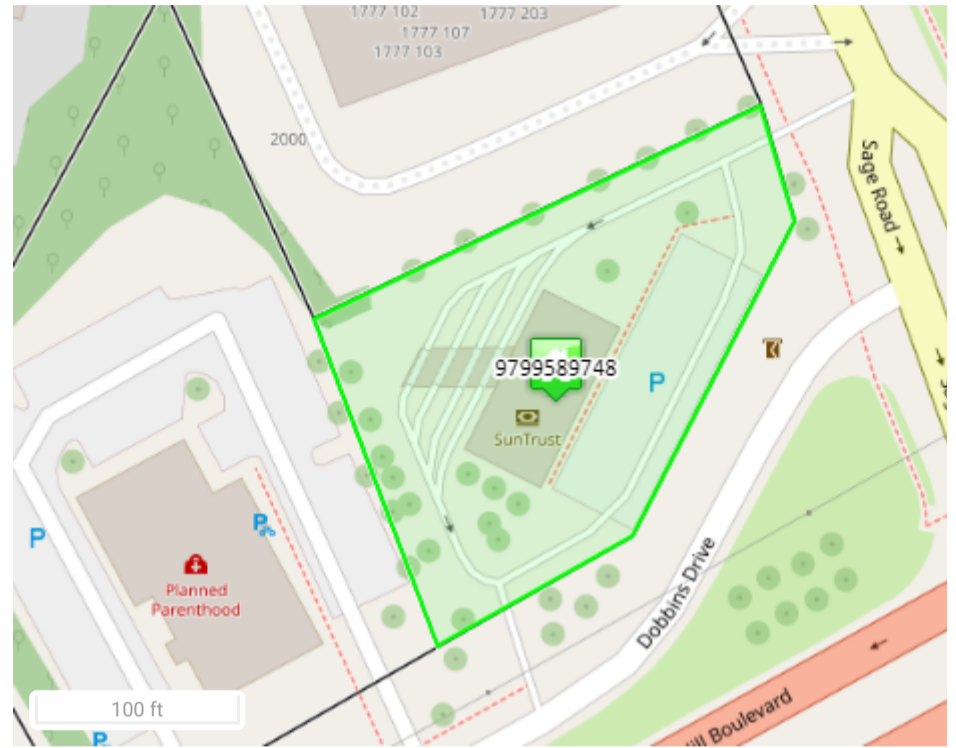 1777 102
1777 203
1777 107
1777 103
2000
Sage Road
9799589748
P
SunTrust
P
P
Planned
Parenthood
Dobbins Drive
100 ft
P
ill Boulevard